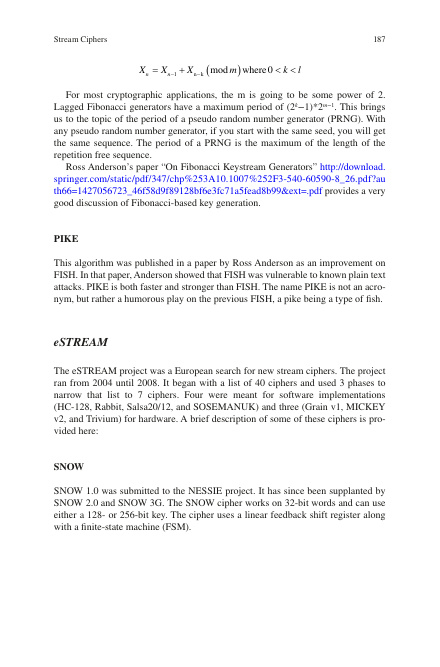 Stream Ciphers 187
Xn = Xn−1 + Xn−k (mod m) where 0 < k < l
For most cryptographic applications, the m is going to be some power of 2.
Lagged Fibonacci generators have a maximum period of (2ᵏ−1)*2ᵐ⁻¹. This brings
us to the topic of the period of a pseudo random number generator (PRNG). With
any pseudo random number generator, if you start with the same seed, you will get
the same sequence. The period of a PRNG is the maximum of the length of the
repetition free sequence.
Ross Anderson's paper “On Fibonacci Keystream Generators” http://download.
springer.com/static/pdf/347/chp%253A10.1007%252F3-540-60590-8_26.pdf?au
th66=1427056723_46f58d9f89128bf6e3fc71a5fead8b99&ext=.pdf provides a very
good discussion of Fibonacci-based key generation.
PIKE
This algorithm was published in a paper by Ross Anderson as an improvement on
FISH. In that paper, Anderson showed that FISH was vulnerable to known plain text
attacks. PIKE is both faster and stronger than FISH. The name PIKE is not an acro-
nym, but rather a humorous play on the previous FISH, a pike being a type of fish.
eSTREAM
The eSTREAM project was a European search for new stream ciphers. The project
ran from 2004 until 2008. It began with a list of 40 ciphers and used 3 phases to
narrow that list to 7 ciphers. Four were meant for software implementations
(HC-128, Rabbit, Salsa20/12, and SOSEMANUK) and three (Grain v1, MICKEY
v2, and Trivium) for hardware. A brief description of some of these ciphers is pro-
vided here:
SNOW
SNOW 1.0 was submitted to the NESSIE project. It has since been supplanted by
SNOW 2.0 and SNOW 3G. The SNOW cipher works on 32-bit words and can use
either a 128- or 256-bit key. The cipher uses a linear feedback shift register along
with a finite-state machine (FSM).